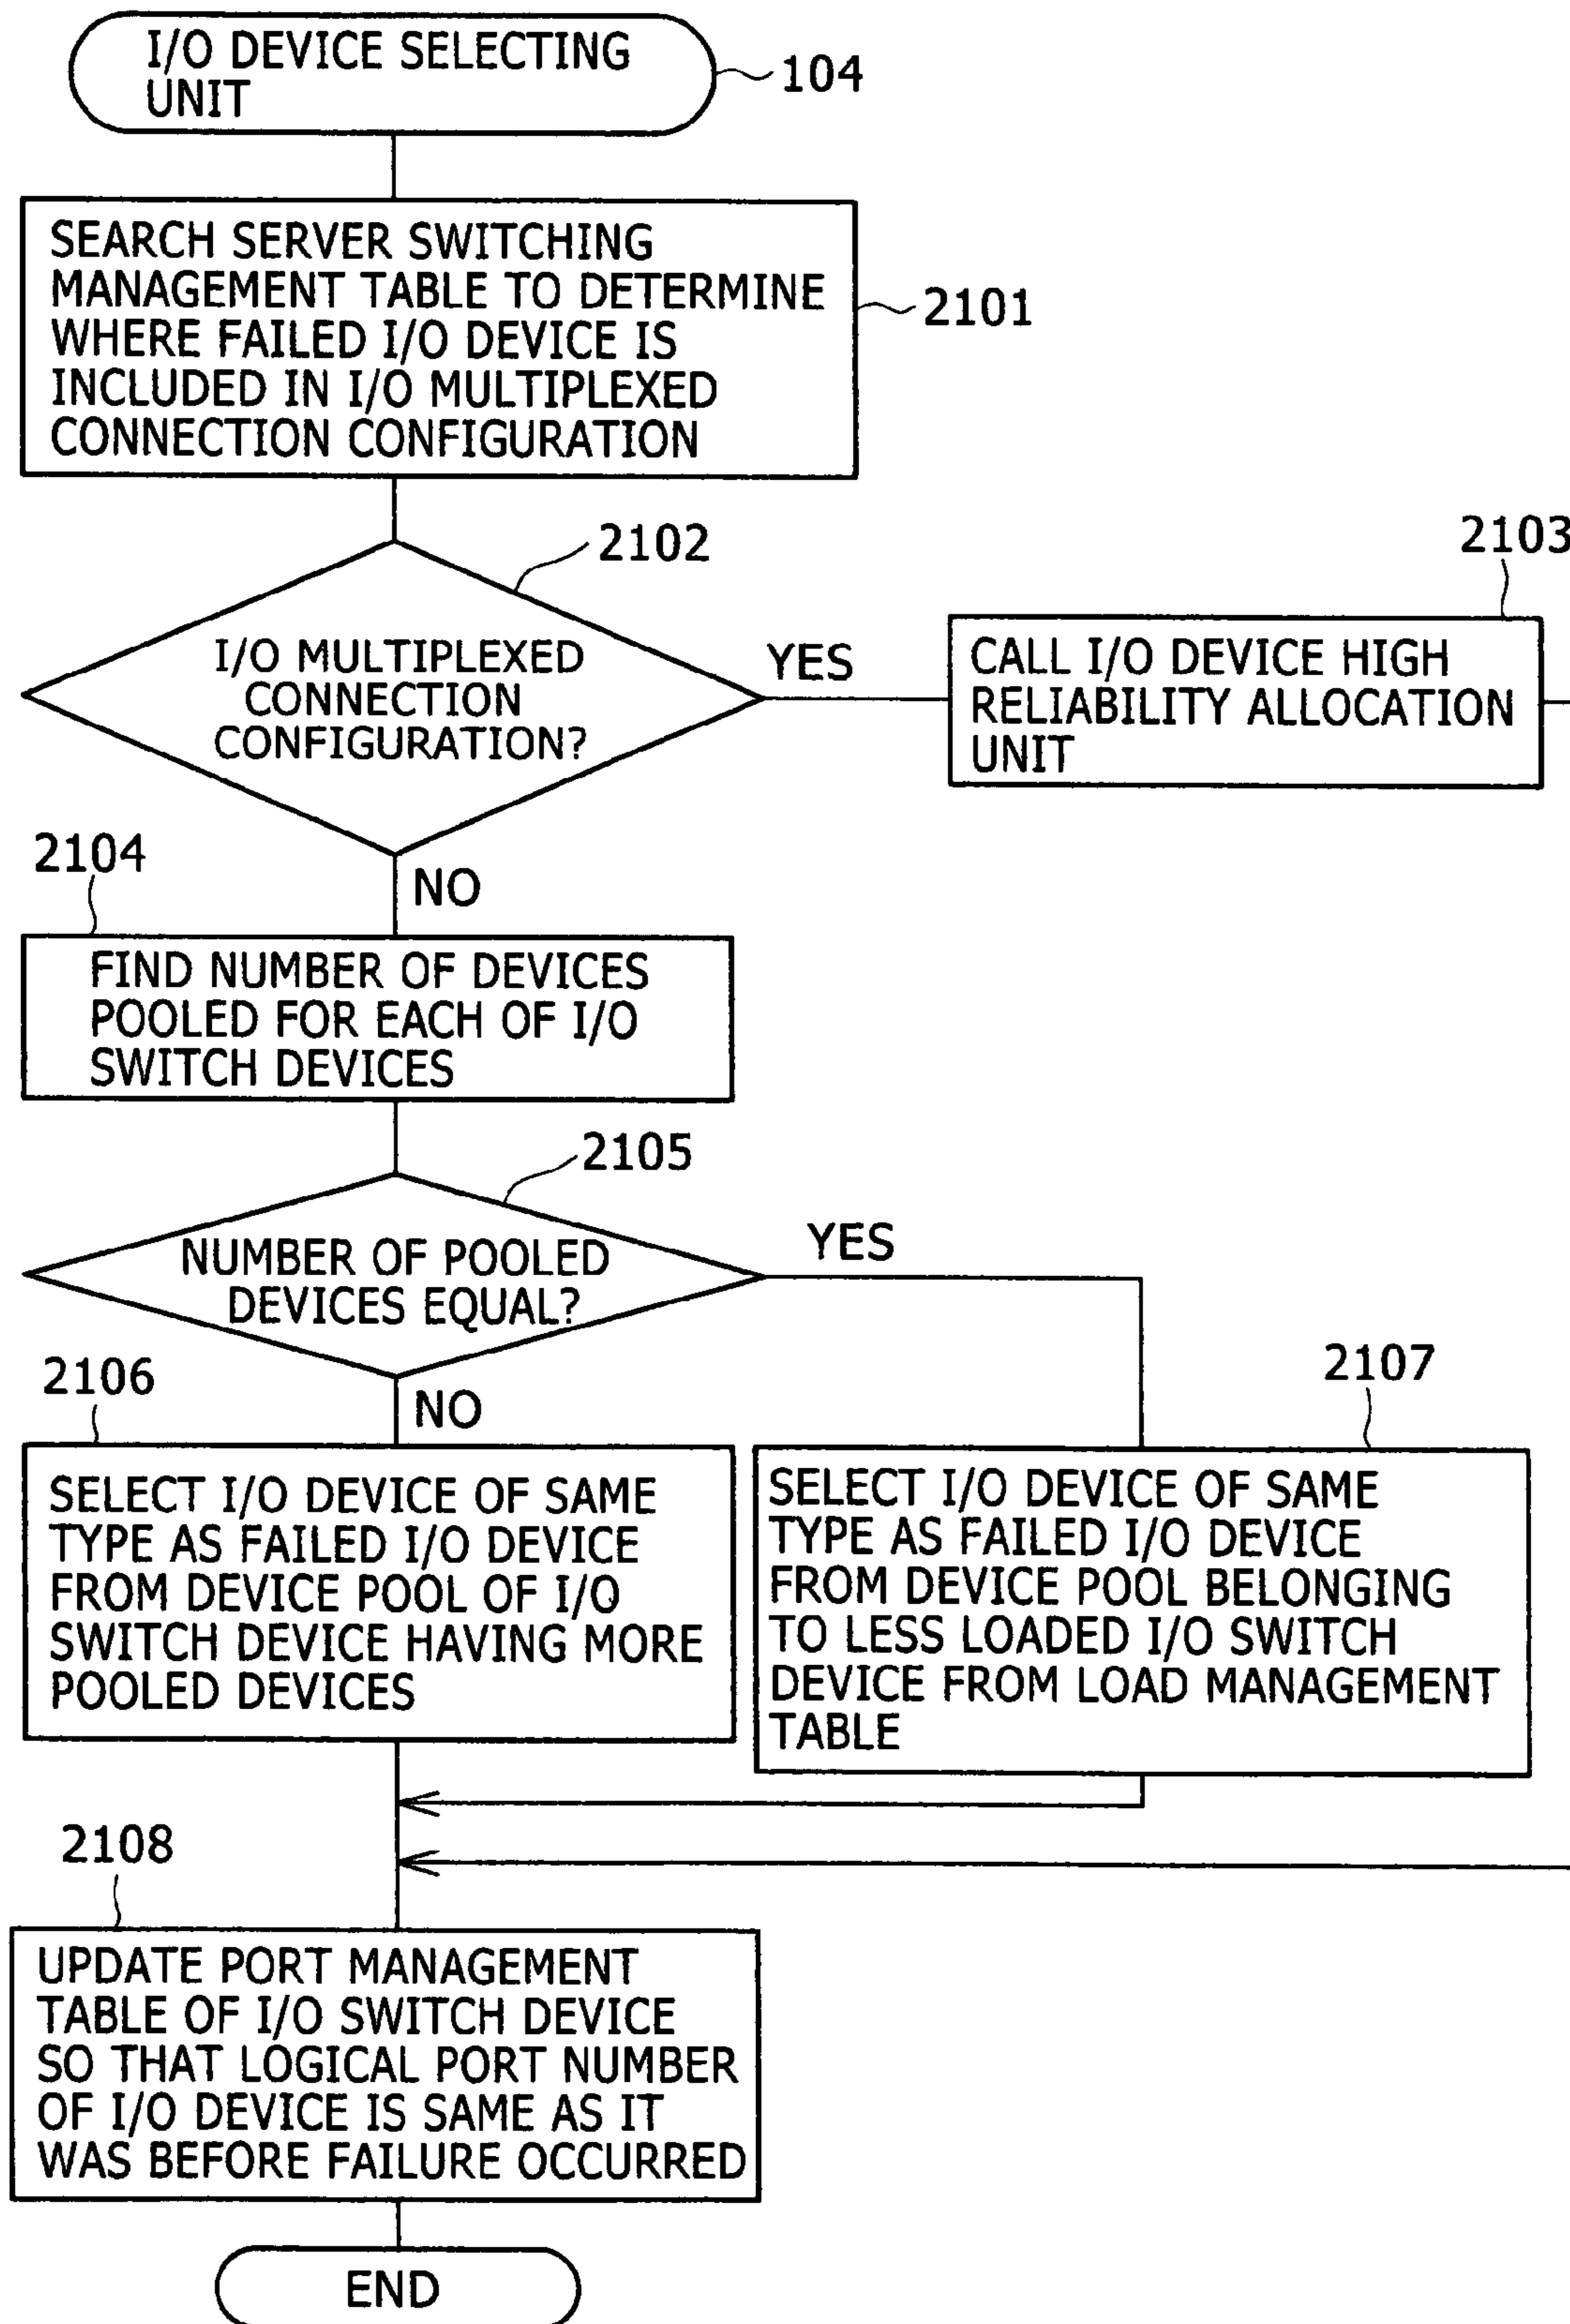 I/O DEVICE SELECTING
UNIT
104
SEARCH SERVER SWITCHING
MANAGEMENT TABLE TO DETERMINE
WHERE FAILED I/O DEVICE IS
INCLUDED IN I/O MULTIPLEXED
CONNECTION CONFIGURATION
2101
2102
I/O MULTIPLEXED
CONNECTION
CONFIGURATION?
YES
2103
CALL I/O DEVICE HIGH
RELIABILITY ALLOCATION
UNIT
NO
2104
FIND NUMBER OF DEVICES
POOLED FOR EACH OF I/O
SWITCH DEVICES
2105
NUMBER OF POOLED
DEVICES EQUAL?
YES
NO
2106
SELECT I/O DEVICE OF SAME
TYPE AS FAILED I/O DEVICE
FROM DEVICE POOL OF I/O
SWITCH DEVICE HAVING MORE
POOLED DEVICES
2107
SELECT I/O DEVICE OF SAME
TYPE AS FAILED I/O DEVICE
FROM DEVICE POOL BELONGING
TO LESS LOADED I/O SWITCH
DEVICE FROM LOAD MANAGEMENT
TABLE
2108
UPDATE PORT MANAGEMENT
TABLE OF I/O SWITCH DEVICE
SO THAT LOGICAL PORT NUMBER
OF I/O DEVICE IS SAME AS IT
WAS BEFORE FAILURE OCCURRED
END